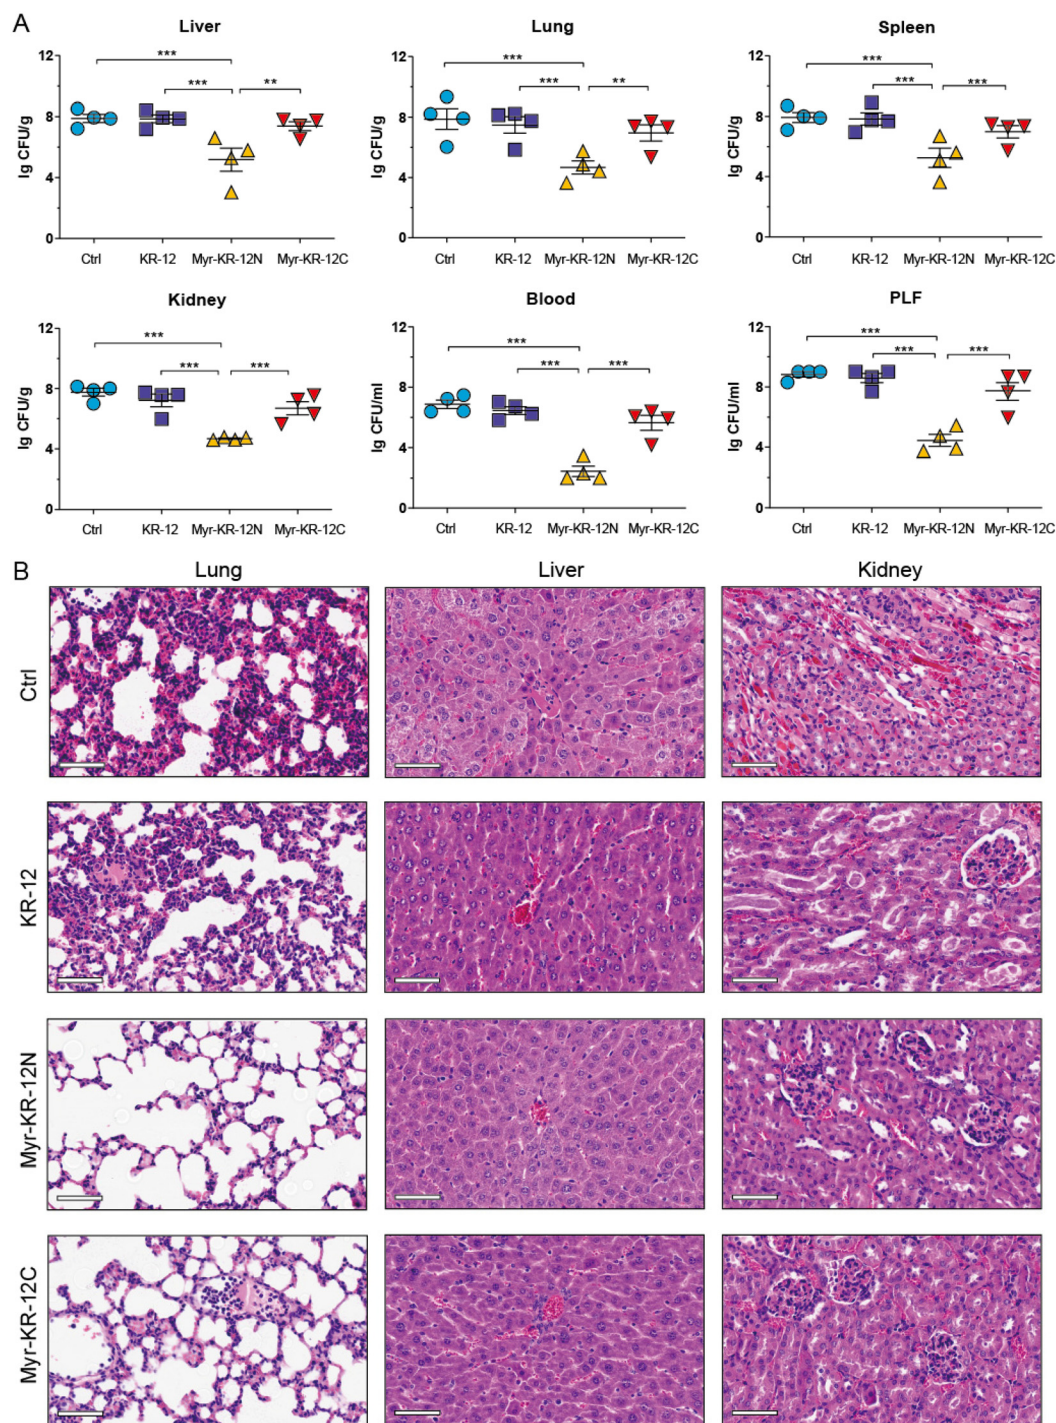 A
Liver
Lung
Spleen
12
8
4
0
lg CFU/g
***
***
**
Ctrl
KR-12
Myr-KR-12N
Myr-KR-12C
12
8
4
0
lg CFU/g
***
***
**
Ctrl
KR-12
Myr-KR-12N
Myr-KR-12C
12
8
4
0
lg CFU/g
***
***
***
Ctrl
KR-12
Myr-KR-12N
Myr-KR-12C
Kidney
Blood
PLF
12
8
4
0
lg CFU/g
***
***
***
Ctrl
KR-12
Myr-KR-12N
Myr-KR-12C
12
8
4
0
lg CFU/ml
***
***
***
Ctrl
KR-12
Myr-KR-12N
Myr-KR-12C
12
8
4
0
lg CFU/ml
***
***
***
Ctrl
KR-12
Myr-KR-12N
Myr-KR-12C
B
Lung
Liver
Kidney
Ctrl
KR-12
Myr-KR-12N
Myr-KR-12C